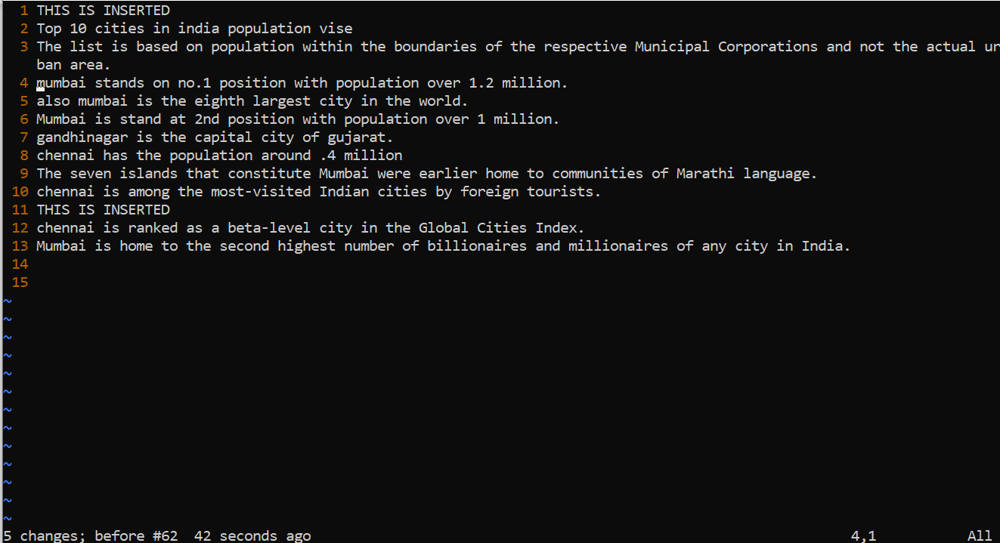 1 THIS IS INSERTED
2 Top 10 cities in india population vise
3 The list is based on population within the boundaries of the respective Municipal Corporations and not the actual ur
ban area.
4 mumbai stands on no.1 position with population over 1.2 million.
5 also mumbai is the eighth largest city in the world.
6 Mumbai is stand at 2nd position with population over 1 million.
7 gandhinagar is the capital city of gujarat.
8 chennai has the population around .4 million
9 The seven islands that constitute Mumbai were earlier home to communities of Marathi language.
10 chennai is among the most-visited Indian cities by foreign tourists.
11 THIS IS INSERTED
12 chennai is ranked as a beta-level city in the Global Cities Index.
13 Mumbai is home to the second highest number of billionaires and millionaires of any city in India.
14
15
~
~
~
~
~
~
~
~
~
~
~
~
~
5 changes; before #62  42 seconds ago 4,1 All